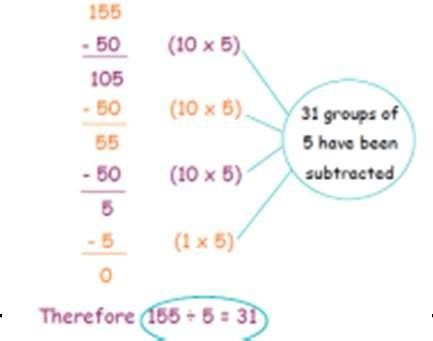 155
- 50 (10 x 5)
105
- 50 (10 x 5)
55
- 50 (10 x 5)
5
- 5 (1 x 5)
0
31 groups of
5 have been
subtracted
Therefore 155 ÷ 5 = 31